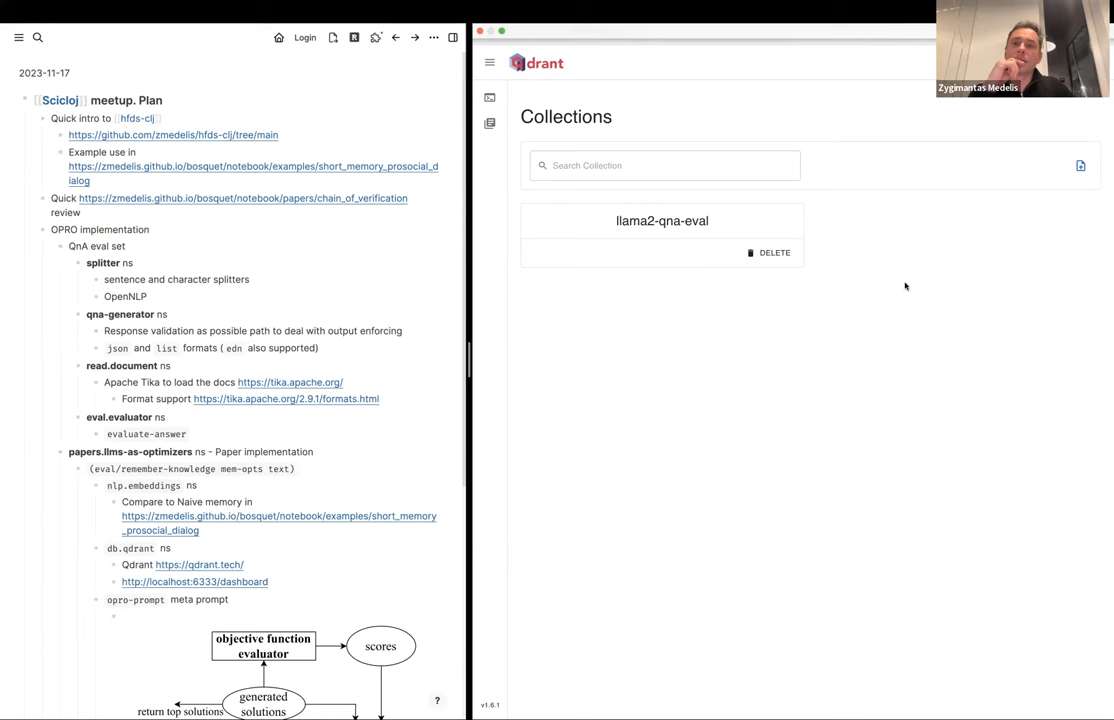 Login
2023-11-17
[[Scicloj]] meetup. Plan
Quick intro to [hfds-clj]
https://github.com/zmedelis/hfds-clj/tree/main
Example use in
https://zmedelis.github.io/bosquet/notebook/examples/short_memory_prosocial_d
ialog
Quick https://zmedelis.github.io/bosquet/notebook/papers/chain_of_verification
review
OPRO implementation
QnA eval set
splitter ns
sentence and character splitters
OpenNLP
qna-generator ns
Response validation as possible path to deal with output enforcing
json and list formats ( edn also supported)
read.document ns
Apache Tika to load the docs https://tika.apache.org/
Format support https://tika.apache.org/2.9.1/formats.html
eval.evaluator ns
evaluate-answer
papers.llms-as-optimizers ns - Paper implementation
(eval/remember-knowledge mem-opts text)
nlp.embeddings ns
Compare to Naive memory in
https://zmedelis.github.io/bosquet/notebook/examples/short_memory
_prosocial_dialog
db.qdrant ns
Qdrant https://qdrant.tech/
http://localhost:6333/dashboard
opro-prompt meta prompt
objective function
evaluator
scores
generated
solutions
return top solutions
?
qdrant
Collections
Search Collection
llama2-qna-eval
DELETE
v1.6.1
Zygimantas Medelis